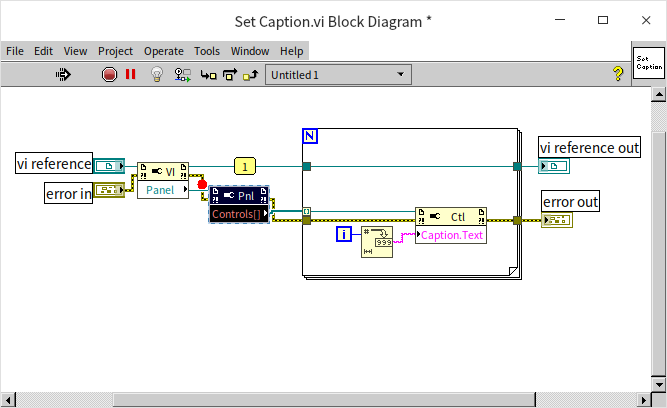 Set Caption.vi Block Diagram *
File Edit View Project Operate Tools Window Help
Untitled 1
?
Set
Caption
N
vi reference
VI
1
vi reference out
error in
Panel
Pnl
Controls[]
[]
Ctl
error out
i
#
999
Caption.Text